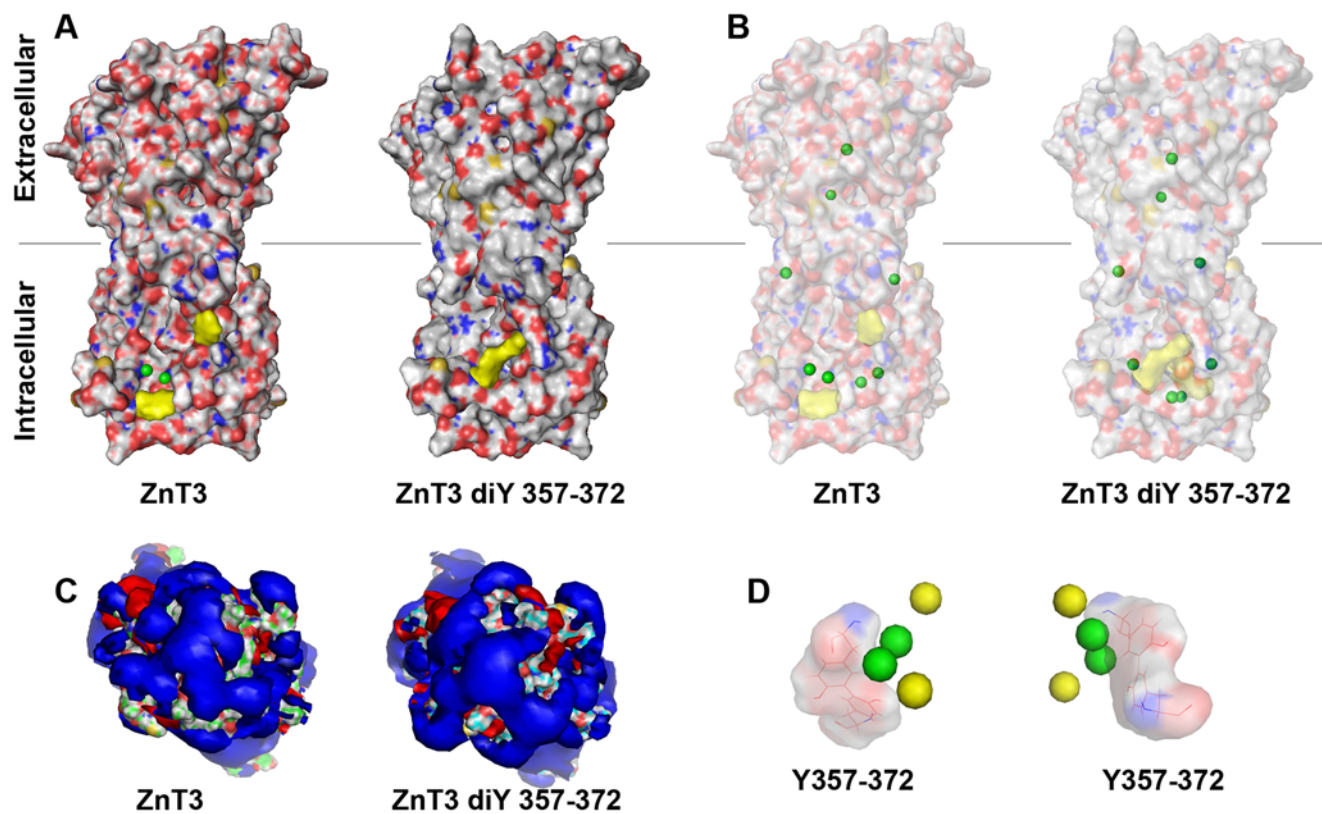 A
B
Extracellular
Intracellular
ZnT3
ZnT3 diY 357-372
ZnT3
ZnT3 diY 357-372
C
D
ZnT3
ZnT3 diY 357-372
Y357-372
Y357-372